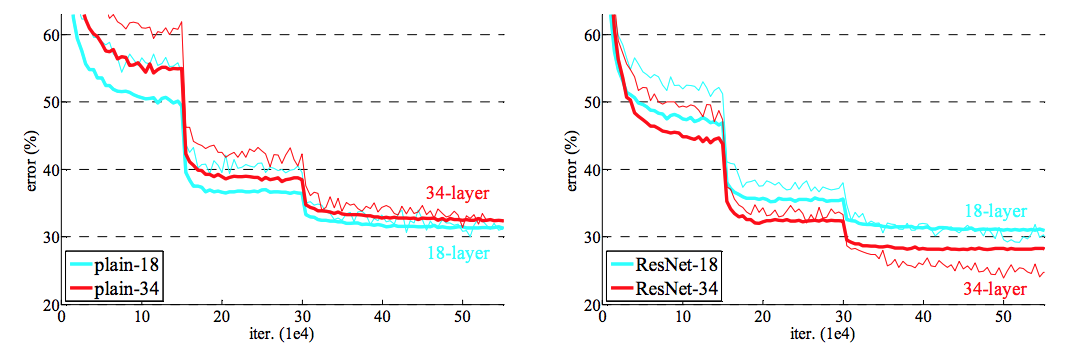 60
50
40
30
20
error (%)
34-layer
18-layer
plain-18
plain-34
0 10 20 30 40 50
iter. (1e4)
60
50
40
30
20
error (%)
18-layer
34-layer
ResNet-18
ResNet-34
0 10 20 30 40 50
iter. (1e4)